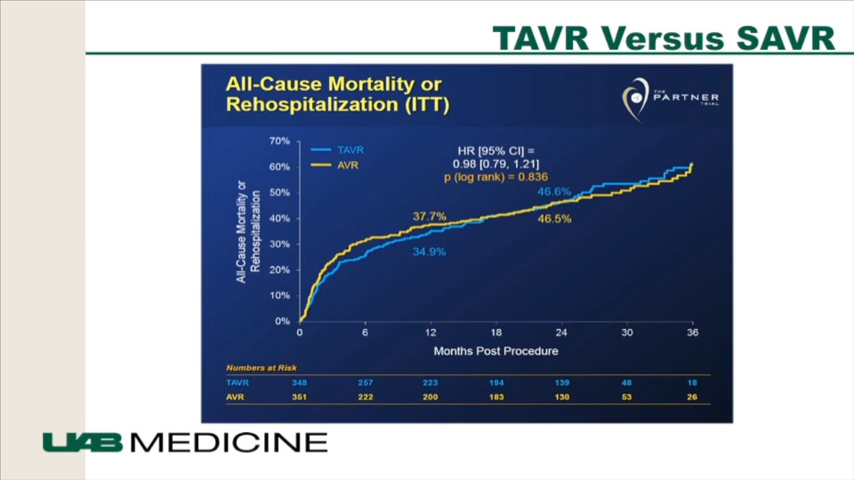 TAVR Versus SAVR
All-Cause Mortality or
Rehospitalization (ITT)
THE
PARTNER
TRIAL
All-Cause Mortality or
Rehospitalization
70%
60%
50%
40%
30%
20%
10%
0%
TAVR
AVR
HR [95% CI] =
0.98 [0.79, 1.21]
p (log rank) = 0.836
46.6%
37.7%
46.5%
34.9%
0 6 12 18 24 30 36
Months Post Procedure
Numbers at Risk
TAVR 348 257 223 194 139 48 18
AVR 351 222 200 183 130 53 26
UAB MEDICINE